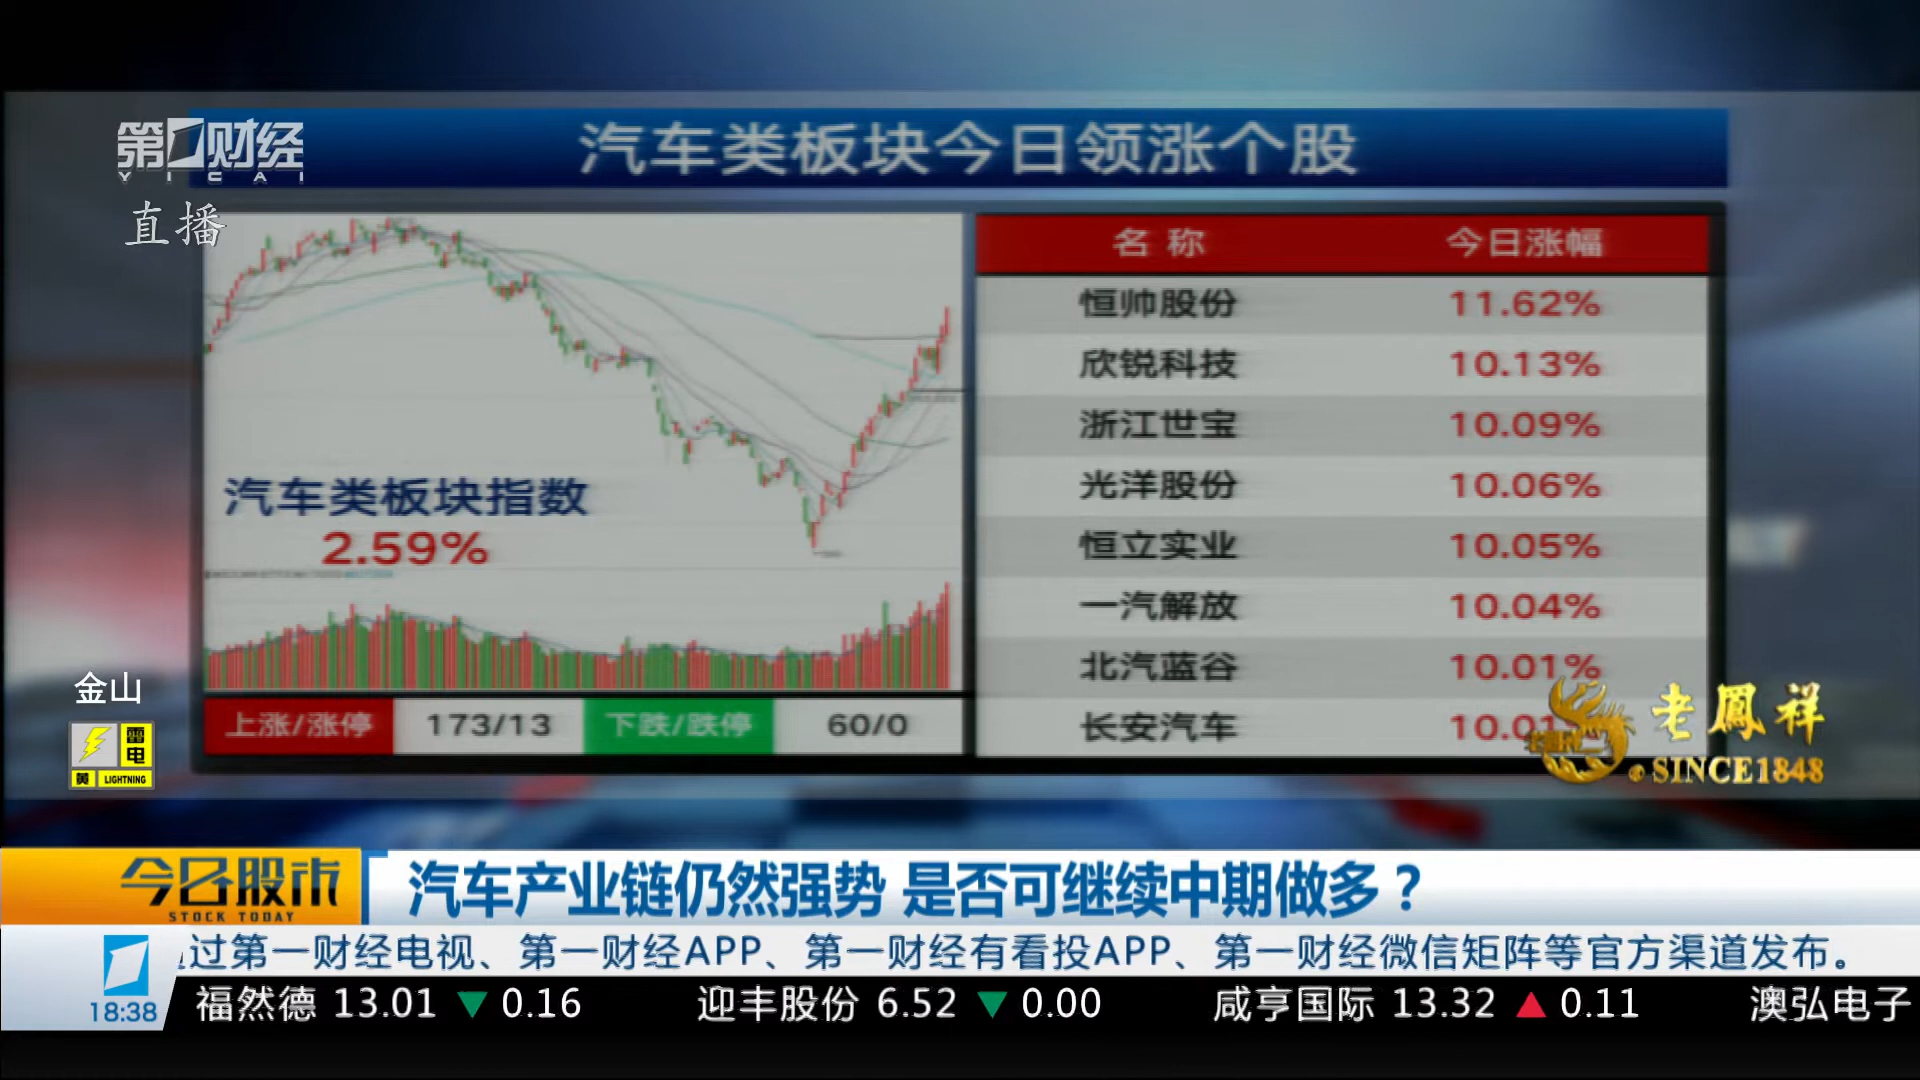 汽车类板块今日领涨个股
第一财经
YICAI
直播
名 称 今日涨幅
恒帅股份 11.62%
欣锐科技 10.13%
浙江世宝 10.09%
光洋股份 10.06%
恒立实业 10.05%
一汽解放 10.04%
北汽蓝谷 10.01%
长安汽车 10.01
汽车类板块指数
2.59%
上涨/涨停 173/13 下跌/跌停 60/0
金山
雷电
黄 LIGHTNING
老鳳祥
SINCE1848
今日股市
STOCK TODAY
汽车产业链仍然强势 是否可继续中期做多？
过第一财经电视、第一财经APP、第一财经有看投APP、第一财经微信矩阵等官方渠道发布。
18:38
福然德 13.01 ▼ 0.16 迎丰股份 6.52 ▼ 0.00 咸亨国际 13.32 ▲ 0.11 澳弘电子